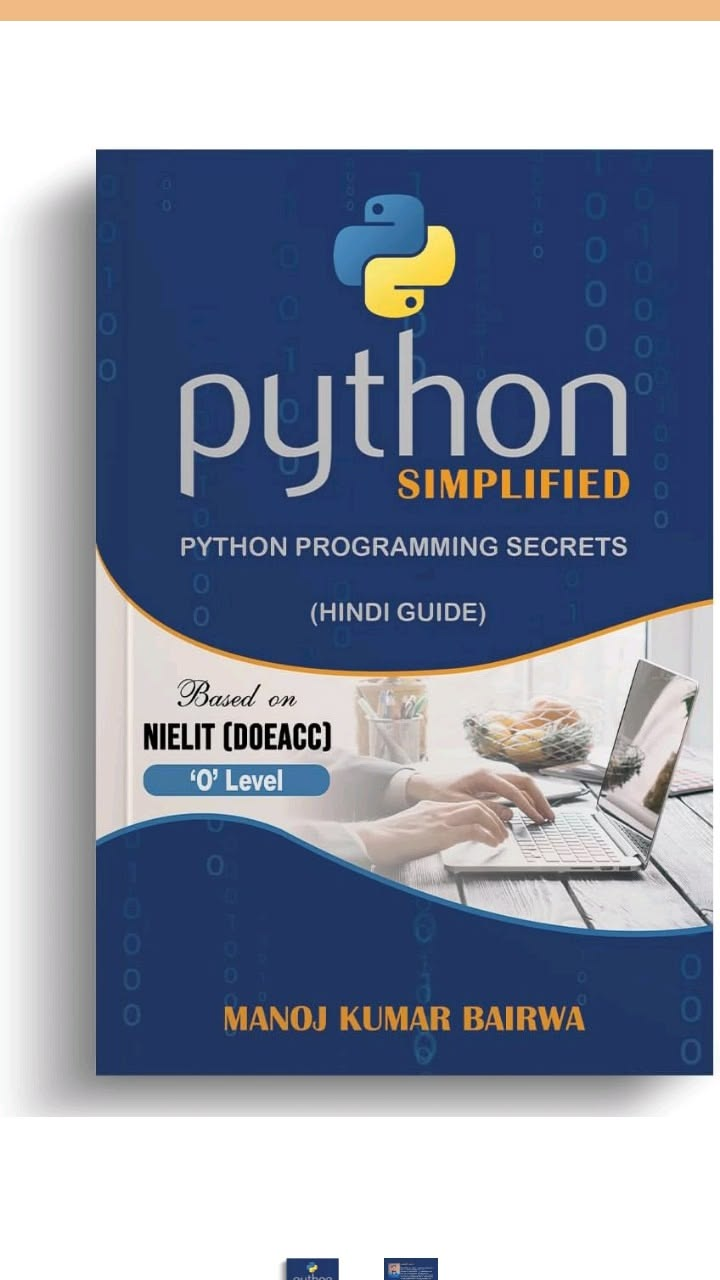 python
SIMPLIFIED
PYTHON PROGRAMMING SECRETS
(HINDI GUIDE)
Based on
NIELIT (DOEACC)
'O' Level
MANOJ KUMAR BAIRWA